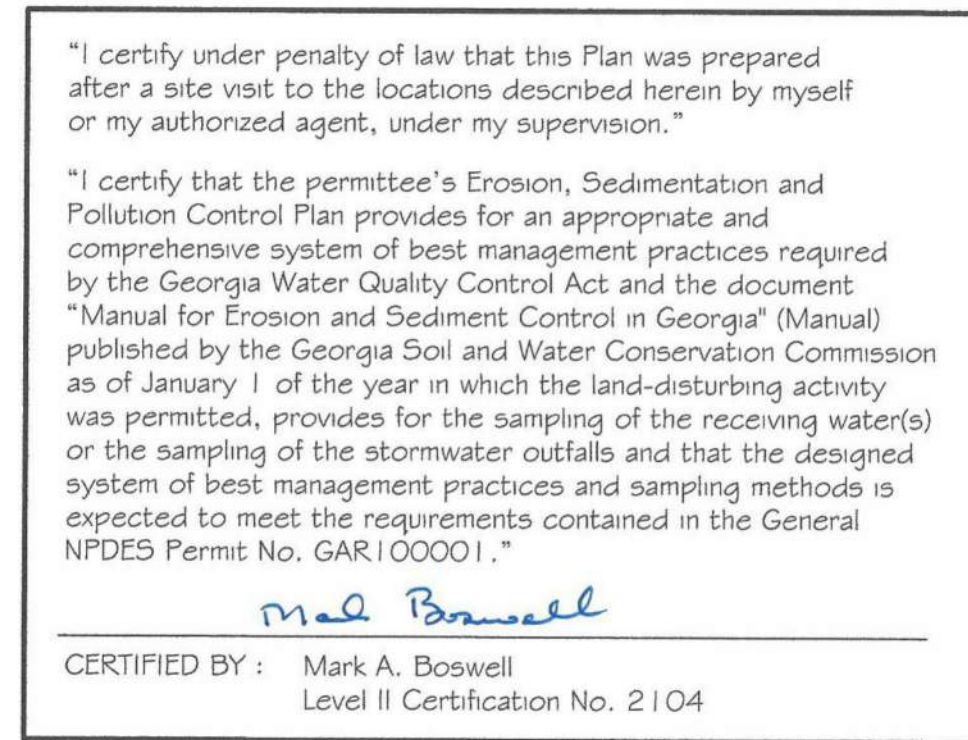 “I certify under penalty of law that this Plan was prepared
after a site visit to the locations described herein by myself
or my authorized agent, under my supervision.”
“I certify that the permittee's Erosion, Sedimentation and
Pollution Control Plan provides for an appropriate and
comprehensive system of best management practices required
by the Georgia Water Quality Control Act and the document
“Manual for Erosion and Sediment Control in Georgia" (Manual)
published by the Georgia Soil and Water Conservation Commission
as of January 1 of the year in which the land-disturbing activity
was permitted, provides for the sampling of the receiving water(s)
or the sampling of the stormwater outfalls and that the designed
system of best management practices and sampling methods is
expected to meet the requirements contained in the General
NPDES Permit No. GAR100001.”
Mark Boswell
CERTIFIED BY : Mark A. Boswell
Level II Certification No. 2104